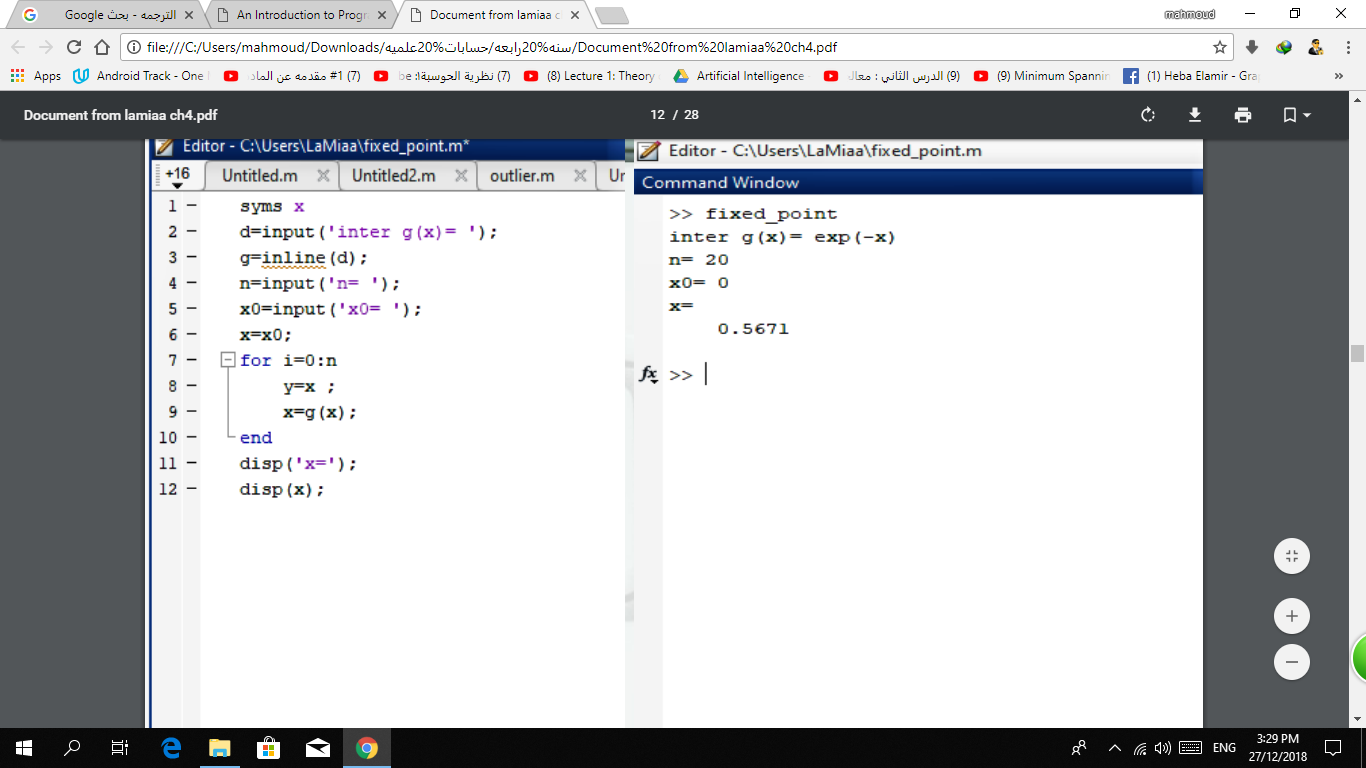 الترجمه - بحث Google
An Introduction to Progr
Document from lamiaa c
mahmoud
file:///C:/Users/mahmoud/Downloads/سنه%20رابعه/حسابات%20علميه/Document%20from%20lamiaa%20ch4.pdf
Apps
Android Track - One
(7) #1 مقدمه عن الماد
(7) نظرية الحوسبة
(8) Lecture 1: Theory
Artificial Intelligence
(9) الدرس الثاني : معال
(9) Minimum Spannin
(1) Heba Elamir - Gra
»
Document from lamiaa ch4.pdf
12 / 28
Editor - C:\Users\LaMiaa\fixed_point.m*
+16
Untitled.m
Untitled2.m
outlier.m
Ur
1 – syms x
2 – d=input('inter g(x)= ');
3 – g=inline(d);
4 – n=input('n= ');
5 – x0=input('x0= ');
6 – x=x0;
7 – for i=0:n
8 – y=x ;
9 – x=g(x);
10 – end
11 – disp('x=');
12 – disp(x);
Editor - C:\Users\LaMiaa\fixed_point.m
Command Window
>> fixed_point
inter g(x)= exp(-x)
n= 20
x0= 0
x=
0.5671
fx >>
ENG
3:29 PM
27/12/2018